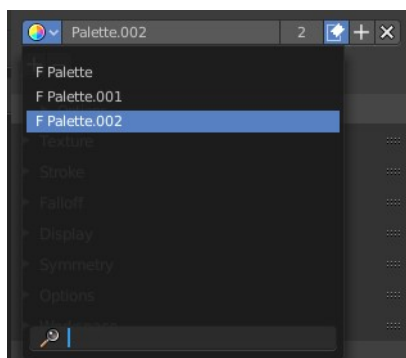 Palette.002 2
F Palette
F Palette.001
F Palette.002
Texture
Stroke
Falloff
Display
Symmetry
Options